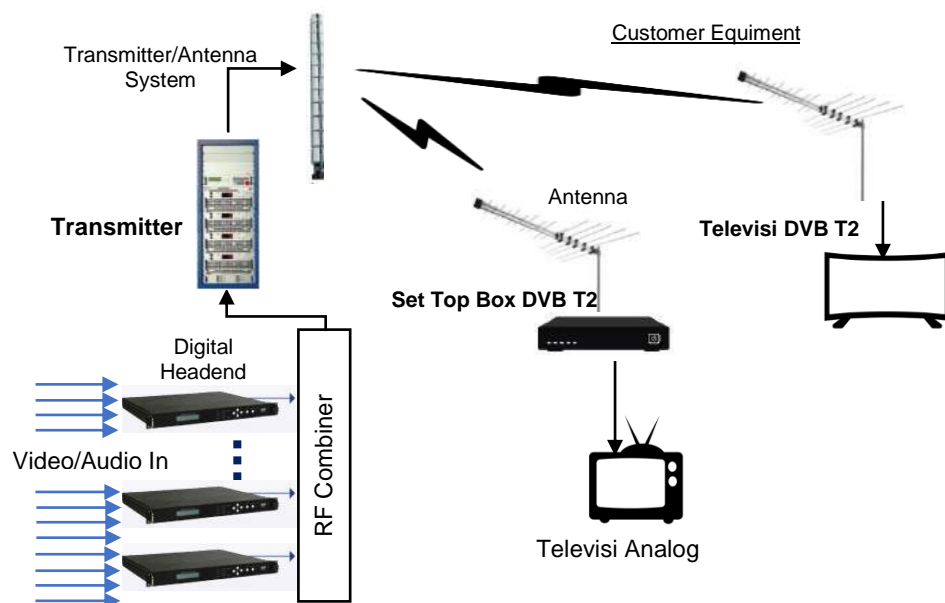 Customer Equiment
Transmitter/Antenna
System
Transmitter
Antenna
Televisi DVB T2
Set Top Box DVB T2
Digital
Headend
Video/Audio In
RF Combiner
Televisi Analog